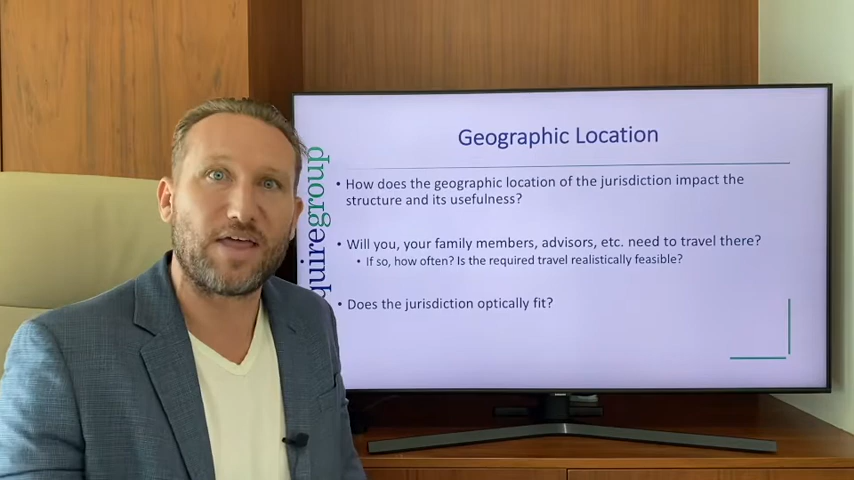 Geographic Location
• How does the geographic location of the jurisdiction impact the
structure and its usefulness?
• Will you, your family members, advisors, etc. need to travel there?
• If so, how often? Is the required travel realistically feasible?
• Does the jurisdiction optically fit?
quiregroup